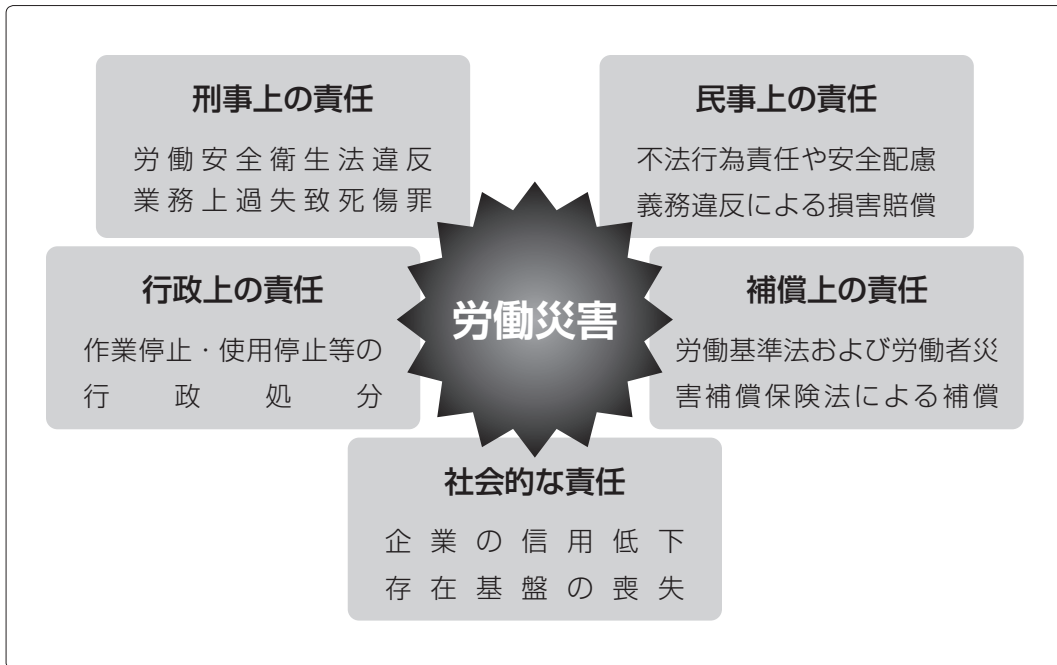 刑事上の責任
労働安全衛生法違反
業務上過失致死傷罪
民事上の責任
不法行為責任や安全配慮
義務違反による損害賠償
行政上の責任
作業停止・使用停止等の
行政処分
労働災害
補償上の責任
労働基準法および労働者災
害補償保険法による補償
社会的な責任
企業の信用低下
存在基盤の喪失